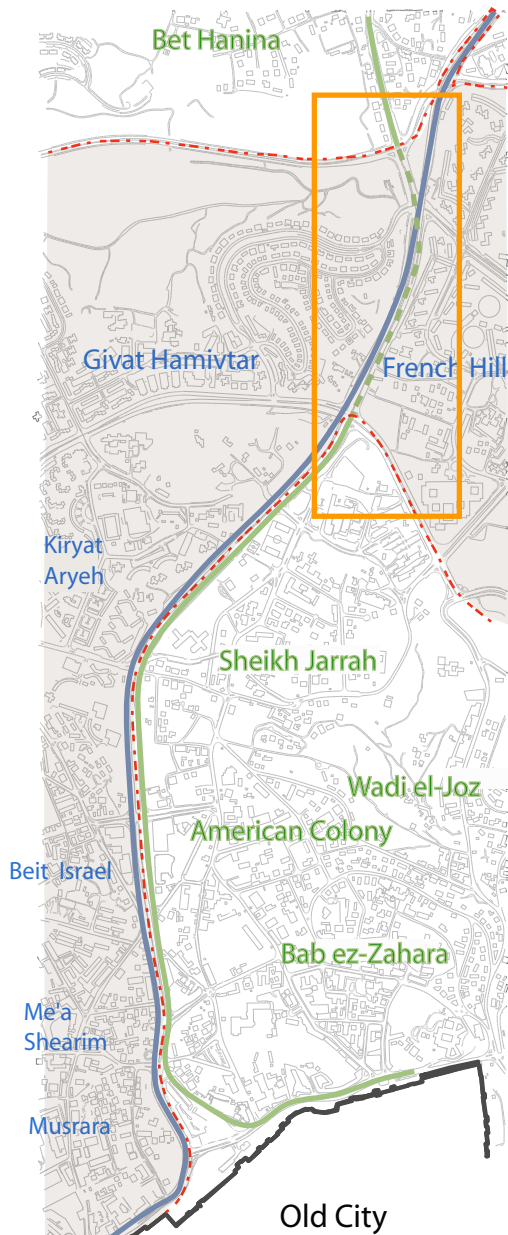 Bet Hanina
Givat Hamivtar
French Hill
Kiryat
Aryeh
Sheikh Jarrah
Wadi el-Joz
American Colony
Beit Israel
Bab ez-Zahara
Me'a
Shearim
Musrara
Old City